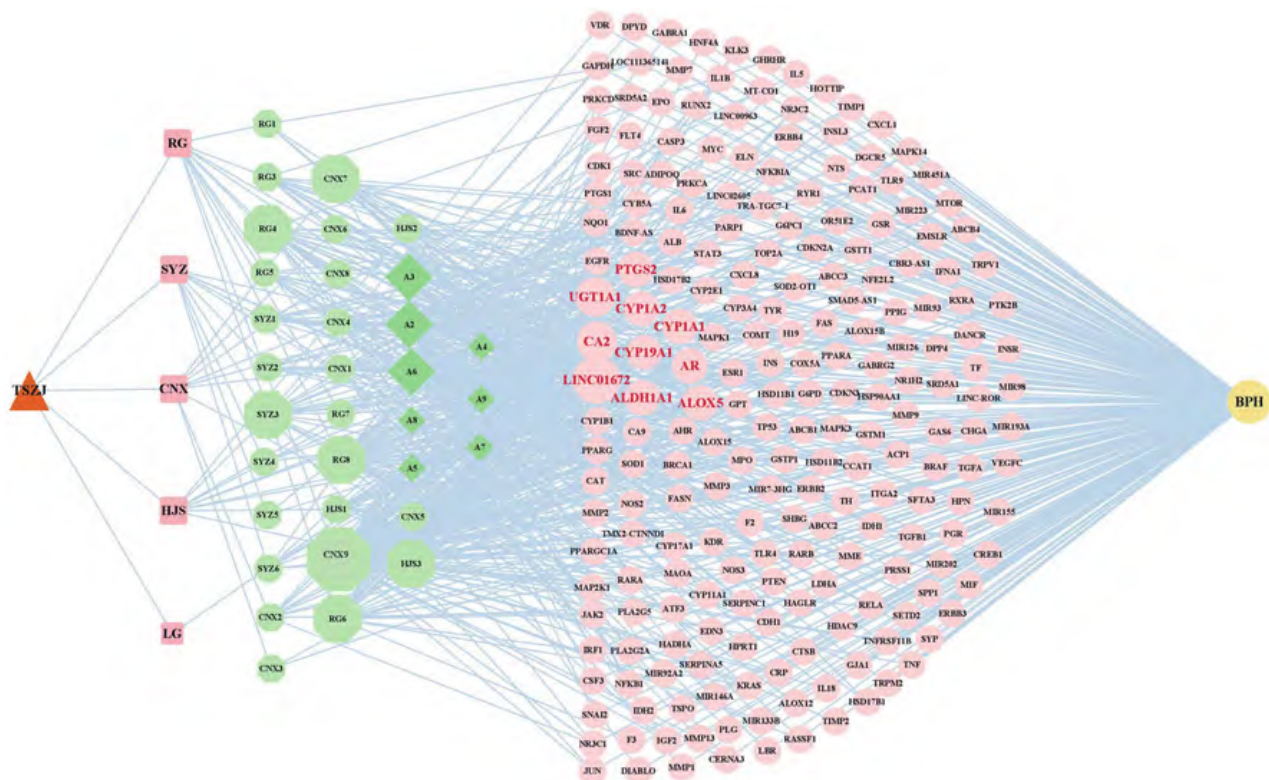 TSZJ
RG
SYZ
CNX
HJS
LG
RG1
RG3
RG4
RG5
SYZ1
SYZ2
SYZ3
SYZ4
SYZ5
SYZ6
CNX2
CNX3
CNX7
CNX6
CNX8
CNX4
CNX1
RG7
RG8
HJS1
CNX9
RG6
HJS2
A3
A2
A6
A8
A5
CNX5
HJS3
A4
A9
A7
VDR
DPYD
GABRA1
HNF4A
KLK3
GHRHR
IL5
HOTTIP
TIMP1
CXCL1
MAPK14
MIR451A
MTOR
ABCB4
TRPV1
PTK2B
INSR
MIR98
MIR193A
VEGFC
MIR155
CREB1
MIF
ERBB3
SYP
TNF
TRPM2
HSD17B1
TIMP2
RASSF1
LBR
CERNA3
MMP1
DIABLO
JUN
GAPDH
LOC111365141
MMP7
IL1B
MT-CO1
NR3C2
PRKCD
SRD5A2
EPO
RUNX2
LINC00963
ERBB4
INSL3
DGCR5
TLR9
FGF2
FLT4
CASP3
MYC
ELN
NFKBIA
NTS
PCAT1
MIR223
EMSLR
CDK1
SRC
ADIPOQ
PRKCA
LINC02605
RYR1
PTGS1
CYB5A
IL6
TRA-TGC7-1
OR51E2
GSR
NQO1
BDNF-AS
ALB
PARP1
G6PC1
CDKN2A
GSTT1
CBR3-AS1
IFNA1
EGFR
PTGS2
HSD17B2
STAT3
TOP2A
CXCL8
SOD2-OT1
ABCC3
NFE2L2
RXRA
UGT1A1
CYP1A2
CYP2E1
CYP3A4
TYR
SMAD5-AS1
MIR93
PPIG
DANCR
CYP1A1
MAPK1
COMT
H19
FAS
ALOX15B
MIR126
DPP4
TF
CA2
CYP19A1
AR
ESR1
INS
COX5A
PPARA
GABRG2
NR1H2
SRD5A1
LINC-ROR
LINC01672
ALDH1A1
ALOX5
GPT
HSD11B1
G6PD
CDKN3
HSP90AA1
MMP9
GAS6
CHGA
CYP1B1
CA9
AHR
ALOX15
TP53
ABCB1
MAPK3
GSTM1
ACP1
BRAF
TGFA
PPARG
SOD1
BRCA1
MPO
GSTP1
HSD11B2
CCAT1
CAT
NOS2
FASN
MMP3
MIR7-3HG
ERBB2
TH
ITGA2
SFTA3
HPN
MMP2
TMX2-CTNND1
F2
SHBG
ABCC2
IDH1
TGFB1
PGR
PPARGC1A
CYP17A1
KDR
TLR4
RARB
MME
PRSS1
MIR202
MAP2K1
RARA
MAOA
NOS3
PTEN
LDHA
SPP1
CYP11A1
SERPINC1
HAGLR
RELA
SETD2
JAK2
PLA2G5
ATF3
CDH1
HDAC9
TNFRSF11B
EDN3
HPRT1
CTSB
GJA1
IRF1
PLA2G2A
HADHA
SERPINA5
CRP
IL18
CSF3
NFKB1
MIR92A2
KRAS
ALOX12
MIR146A
SNAI2
IDH2
TSPO
MIR133B
NR3C1
F3
IGF2
MMP13
PLG
BPH